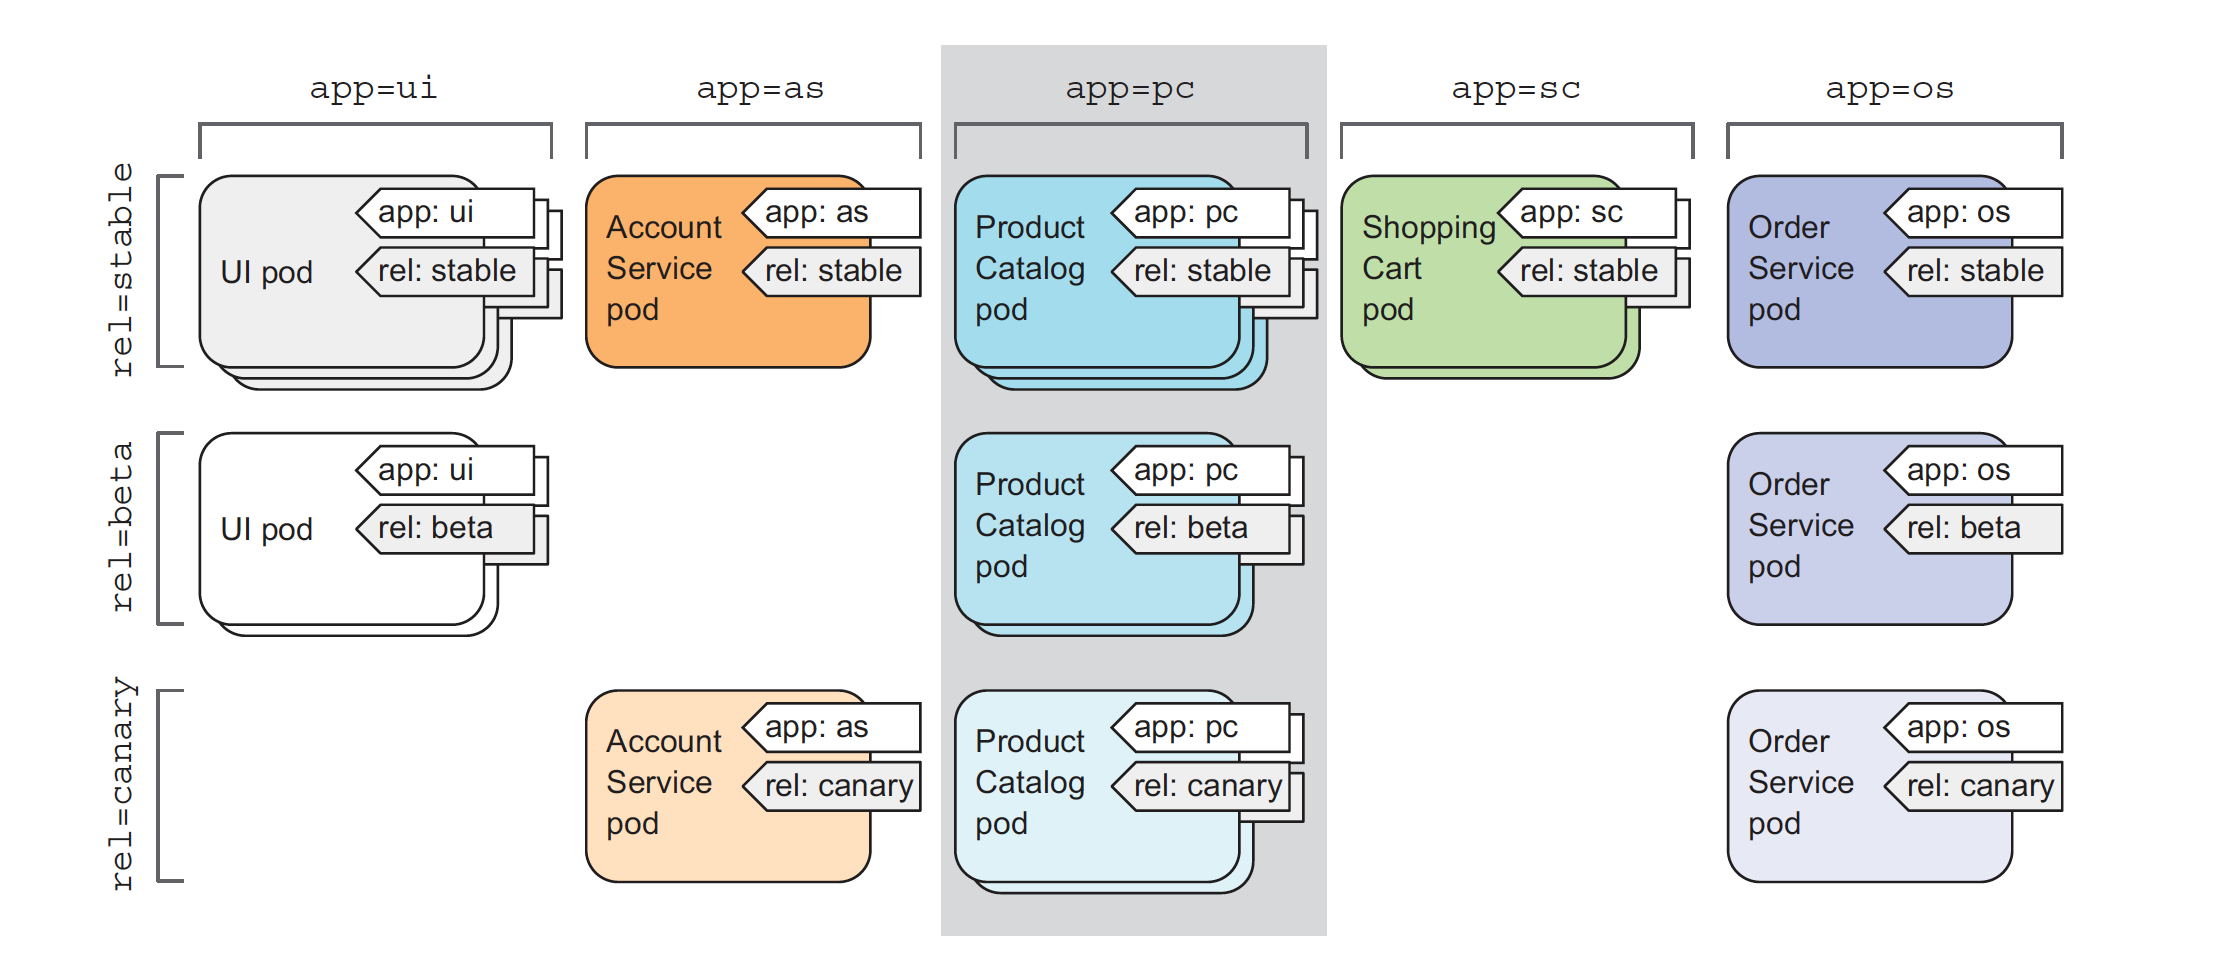 app=ui
app=as
app=pc
app=sc
app=os
rel=stable
UI pod
app: ui
rel: stable
Account
Service
pod
app: as
rel: stable
Product
Catalog
pod
app: pc
rel: stable
Shopping
Cart
pod
app: sc
rel: stable
Order
Service
pod
app: os
rel: stable
rel=beta
UI pod
app: ui
rel: beta
Product
Catalog
pod
app: pc
rel: beta
Order
Service
pod
app: os
rel: beta
rel=canary
Account
Service
pod
app: as
rel: canary
Product
Catalog
pod
app: pc
rel: canary
Order
Service
pod
app: os
rel: canary